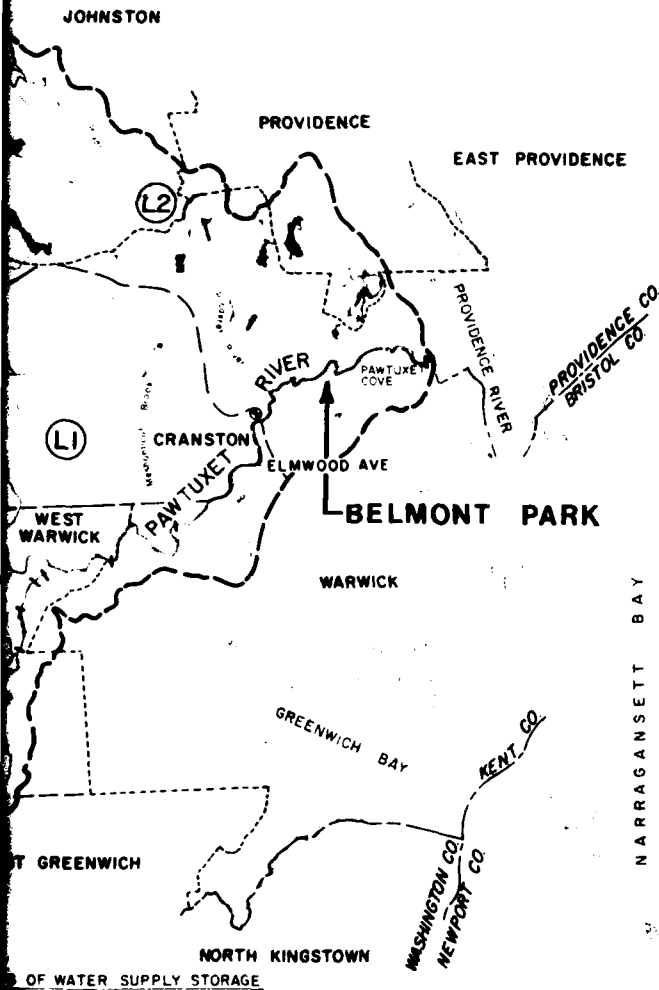 JOHNSTON
PROVIDENCE
EAST PROVIDENCE
L2
PROVIDENCE RIVER
PROVIDENCE CO.
BRISTOL CO.
PAWTUXET RIVER
PAWTUXET
COVE
L1
CRANSTON
ELMWOOD AVE
BELMONT PARK
WEST
WARWICK
WARWICK
NARRAGANSETT BAY
GREENWICH BAY
KENT CO.
T GREENWICH
WASHINGTON CO.
NEWPORT CO.
NORTH KINGSTOWN
OF WATER SUPPLY STORAGE